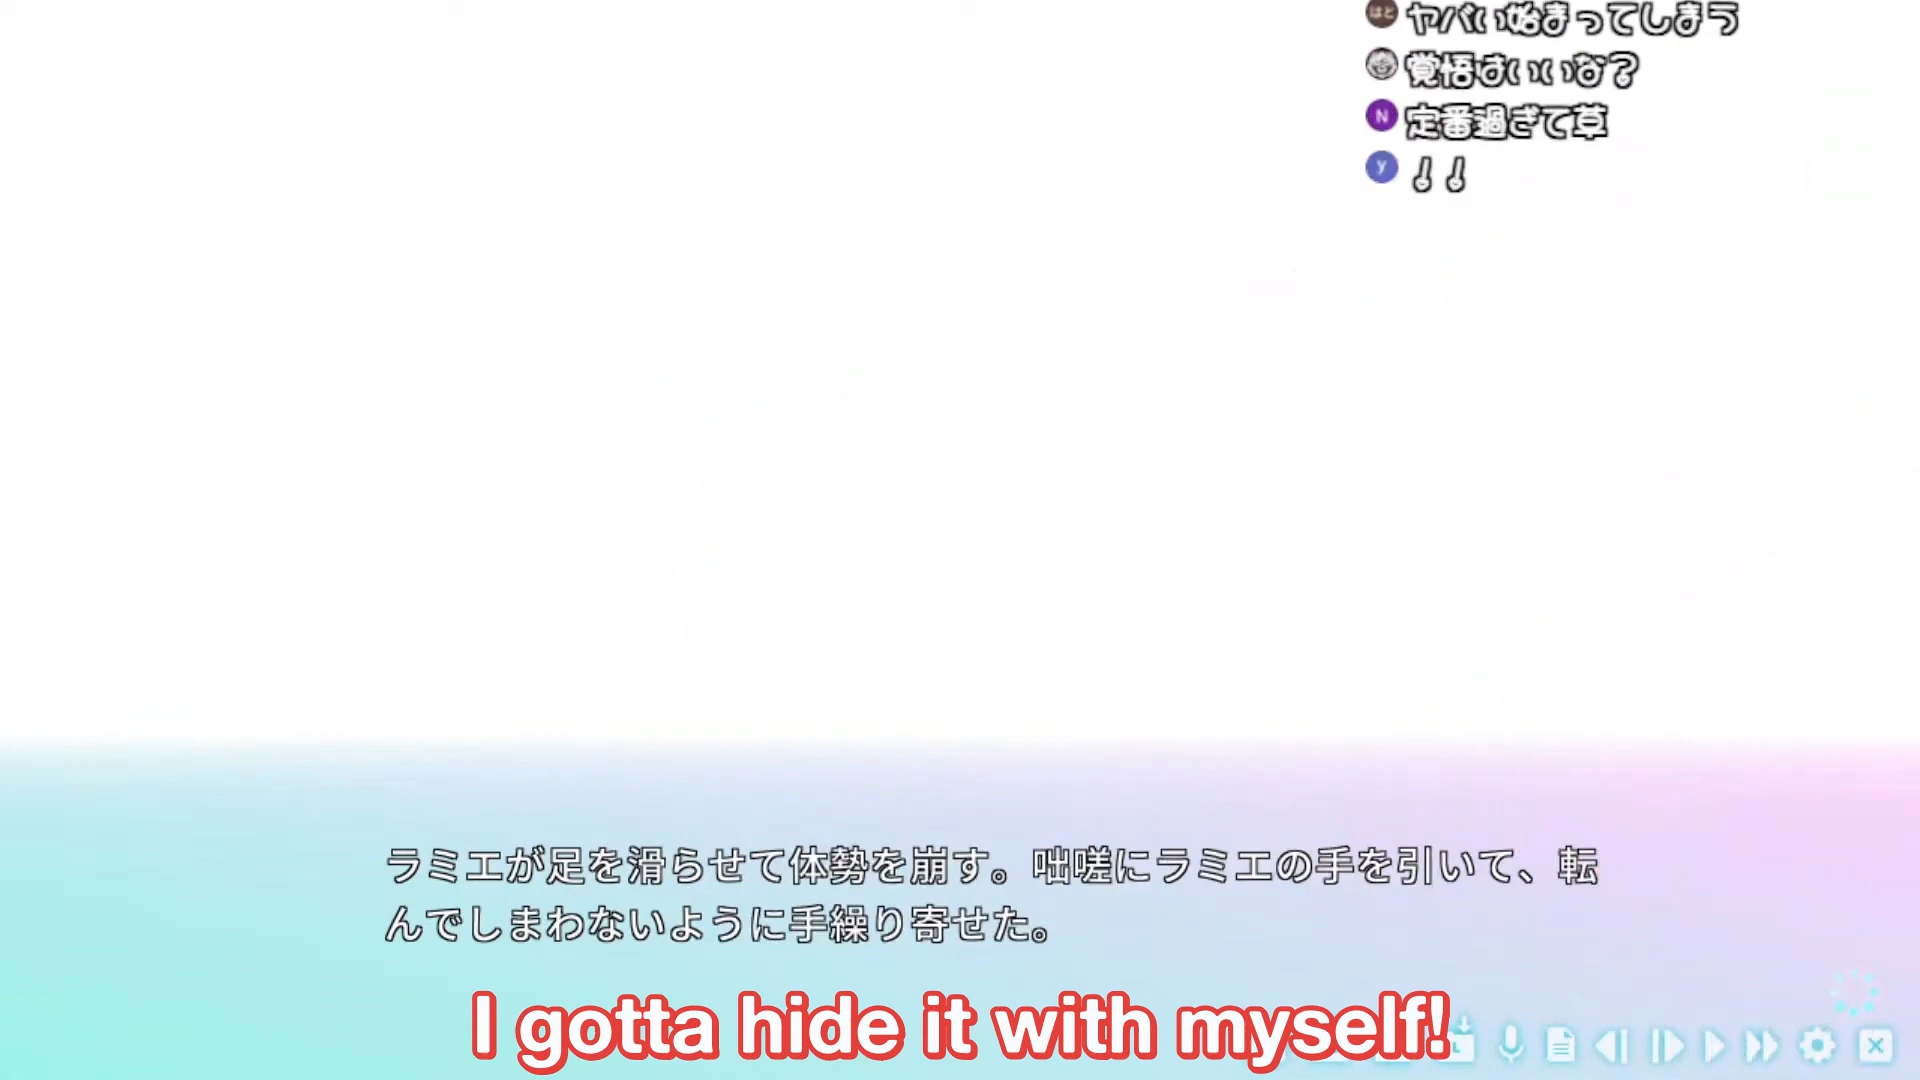 ヤバい始まってしまう
覚悟はいいな？
定番過ぎて草
！！
ラミエが足を滑らせて体勢を崩す。咄嗟にラミエの手を引いて、転
んでしまわないように手繰り寄せた。
I gotta hide it with myself!